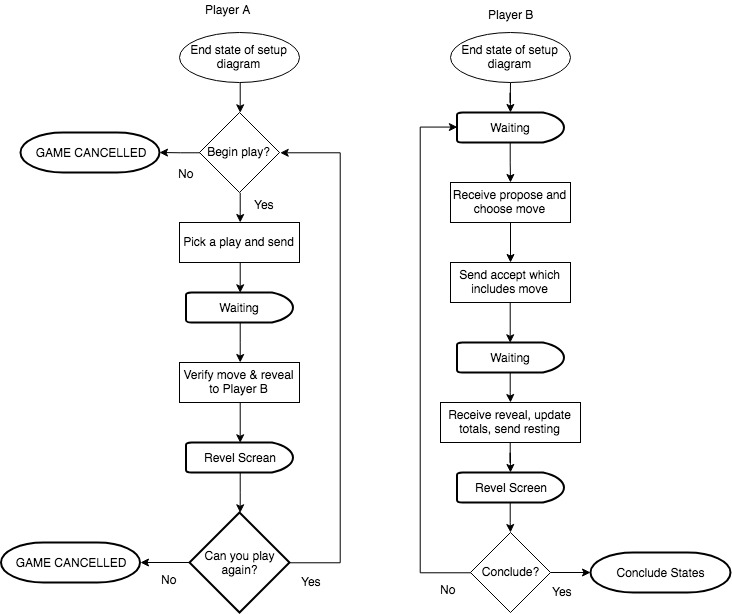 Player A
End state of setup
diagram
Begin play?
No
GAME CANCELLED
Yes
Pick a play and send
Waiting
Verify move & reveal
to Player B
Revel Screan
Can you play
again?
No
GAME CANCELLED
Yes
Player B
End state of setup
diagram
Waiting
Receive propose and
choose move
Send accept which
includes move
Waiting
Receive reveal, update
totals, send resting
Revel Screen
Conclude?
No
Yes
Conclude States